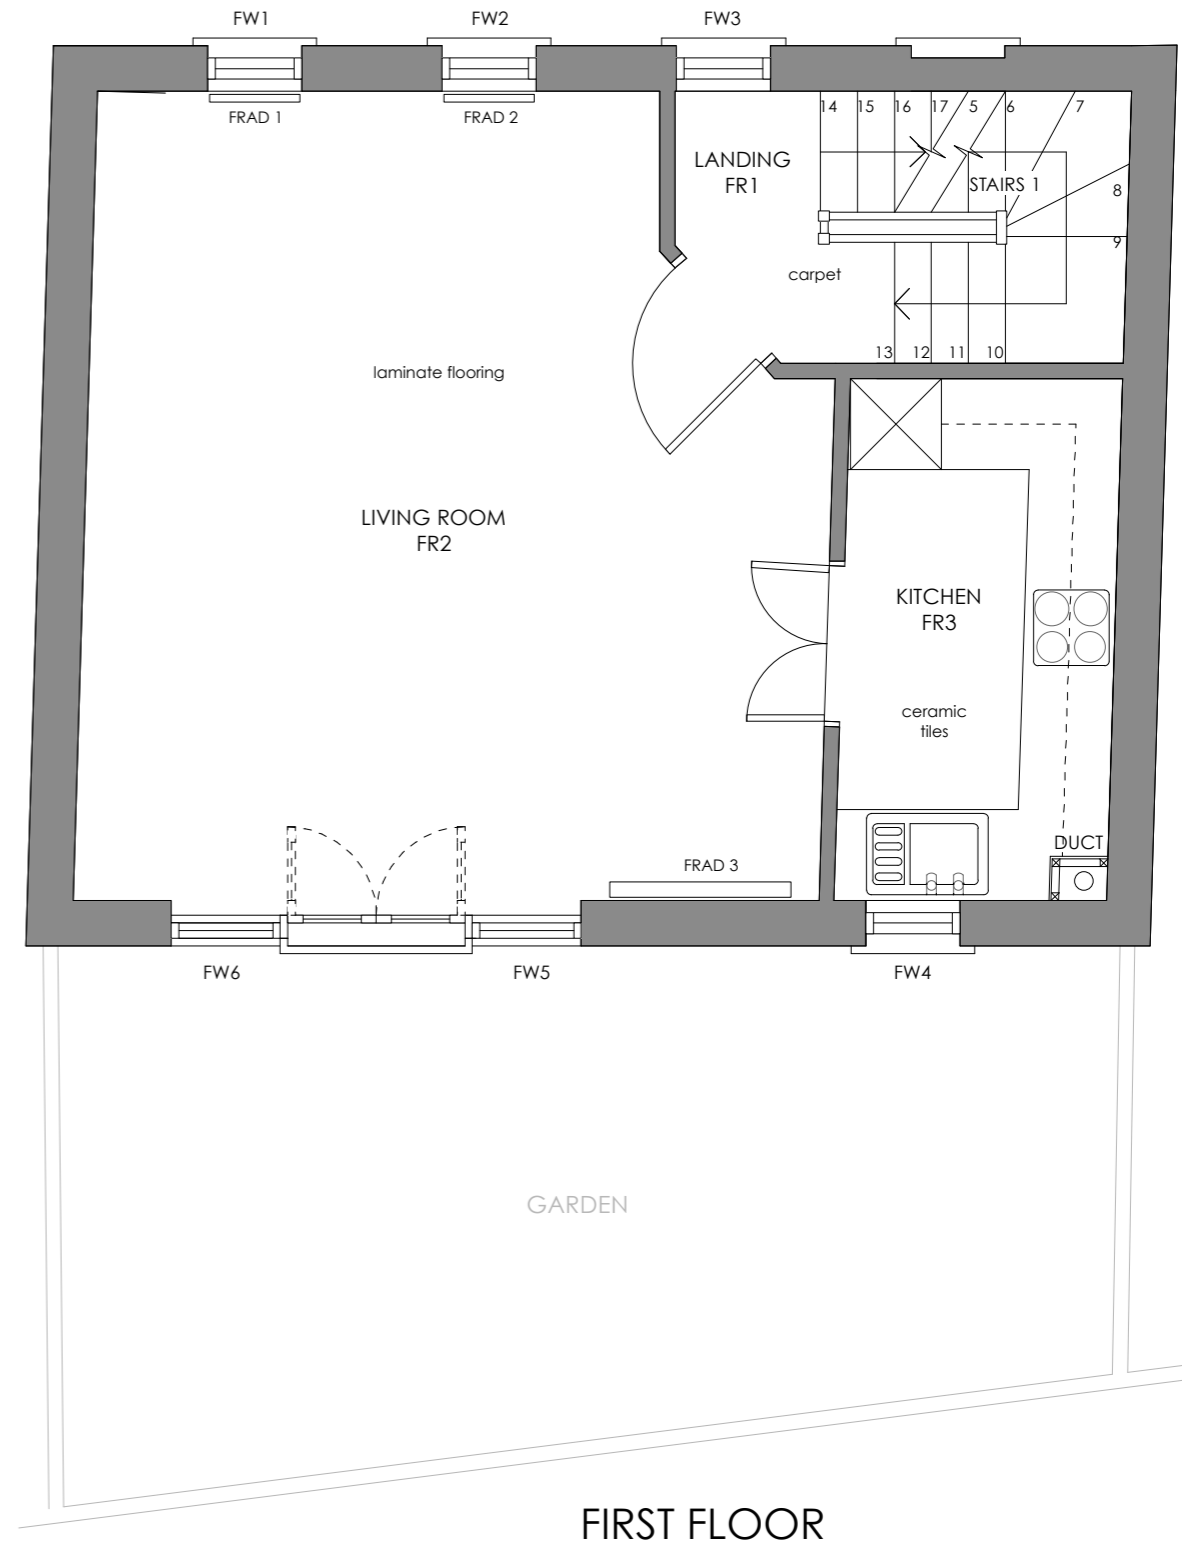 FW1
FW2
FW3
FRAD 1
FRAD 2
14 15 16 17 5 6 7
LANDING
FR1
STAIRS 1
8
9
carpet
13 12 11 10
laminate flooring
LIVING ROOM
FR2
KITCHEN
FR3
ceramic
tiles
DUCT
FRAD 3
FW6
FW5
FW4
GARDEN
FIRST FLOOR